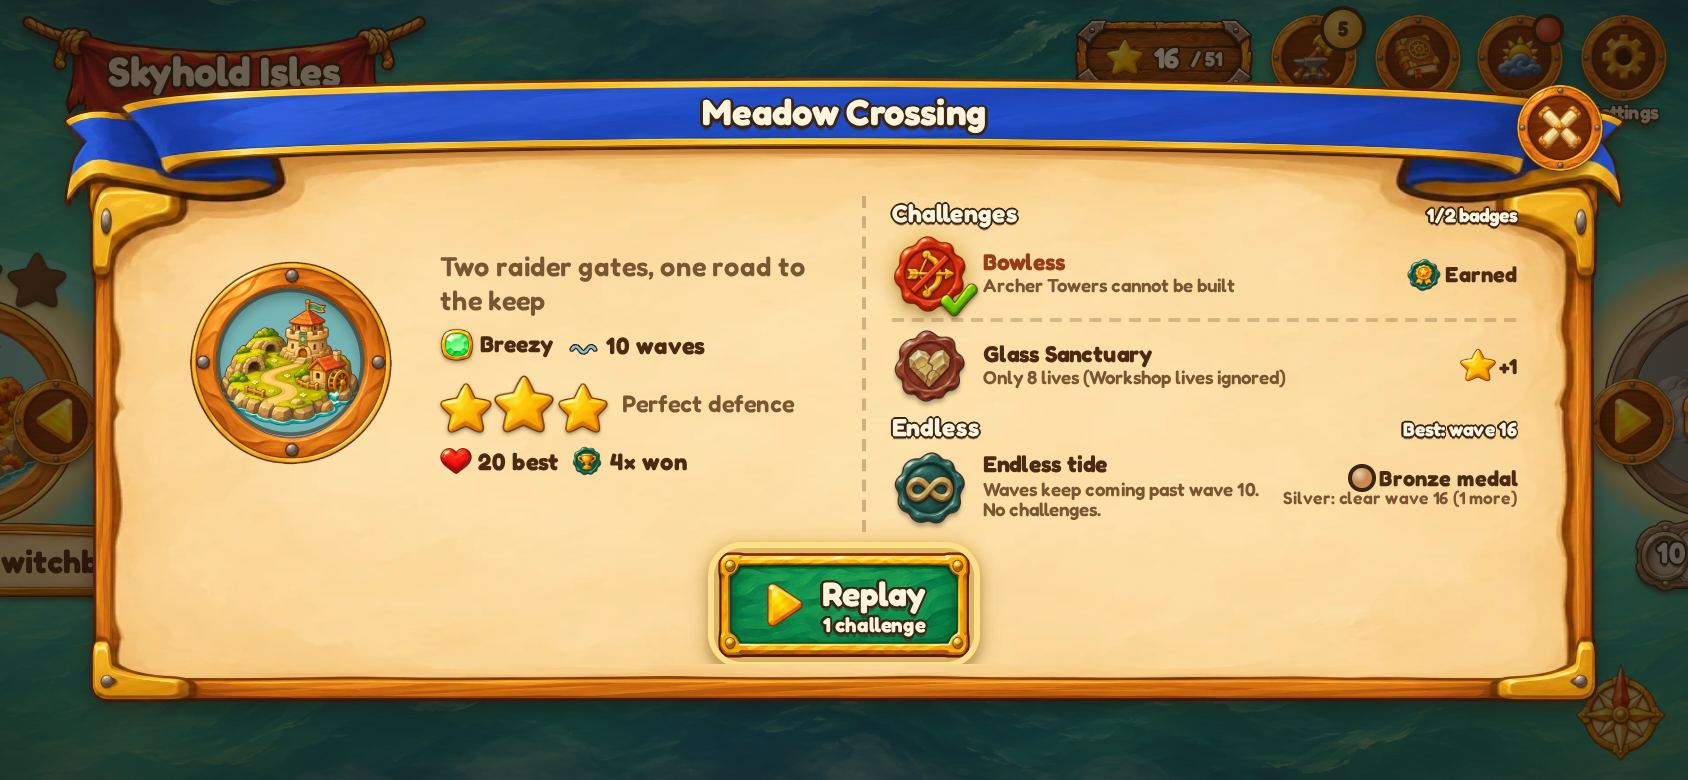 Skyhold Isles
16 /51
5
ttings
Meadow Crossing
Two raider gates, one road to
the keep
Breezy
10 waves
Perfect defence
20 best
4× won
Challenges
1/2 badges
Bowless
Archer Towers cannot be built
Earned
Glass Sanctuary
Only 8 lives (Workshop lives ignored)
+1
Endless
Best: wave 16
Endless tide
Waves keep coming past wave 10.
No challenges.
Bronze medal
Silver: clear wave 16 (1 more)
witchb
10
Replay
1 challenge